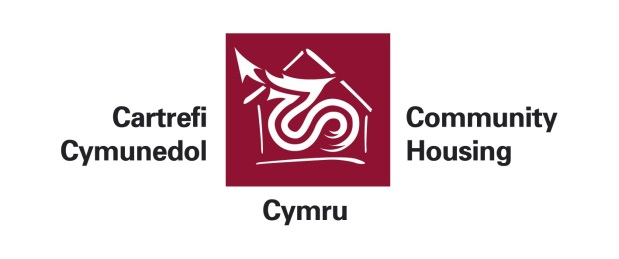 Cartrefi
Cymunedol
Community
Housing
Cymru